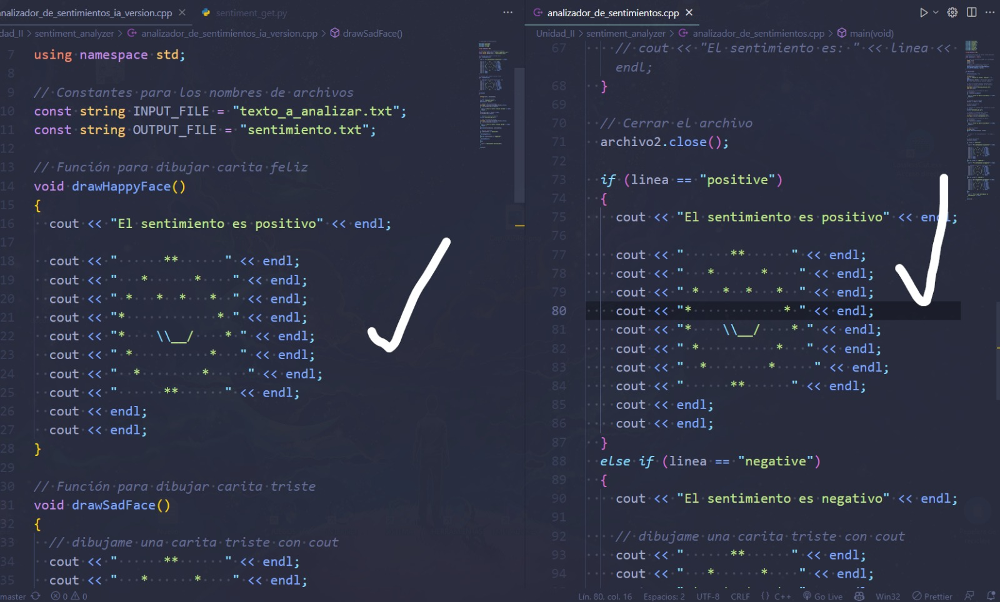 nalizador_de_sentimientos_ia_version.cpp sentiment_get.py
dad_II > sentiment_analyzer > analizador_de_sentimientos_ia_version.cpp > drawSadFace()
7 using namespace std;
8
9 // Constantes para los nombres de archivos
10 const string INPUT_FILE = "texto_a_analizar.txt";
11 const string OUTPUT_FILE = "sentimiento.txt";
12
13 // Función para dibujar carita feliz
14 void drawHappyFace()
15 {
16   cout << "El sentimiento es positivo" << endl;
17
18   cout << "      **      " << endl;
19   cout << "   *      *    " << endl;
20   cout << " *   * *   *  " << endl;
21   cout << "*            * " << endl;
22   cout << "*    \\__/    * " << endl;
23   cout << " *          *   " << endl;
24   cout << "  *        *     " << endl;
25   cout << "      **      " << endl;
26   cout << endl;
27   cout << endl;
28 }
29
30 // Función para dibujar carita triste
31 void drawSadFace()
32 {
33   // dibujame una carita triste con cout
34   cout << "      **      " << endl;
35   cout << "   *      *    " << endl;
analizador_de_sentimientos.cpp
Unidad_II > sentiment_analyzer > analizador_de_sentimientos.cpp > main(void)
67     // cout << "El sentimiento es: " << linea <<
    endl;
68   }
69
70   // Cerrar el archivo
71   archivo2.close();
72
73   if (linea == "positive")
74   {
75     cout << "El sentimiento es positivo" << endl;
76
77     cout << "      **      " << endl;
78     cout << "   *      *    " << endl;
79     cout << " *   *  *   *  " << endl;
80     cout << "*            * " << endl;
81     cout << "*    \\__/    * " << endl;
82     cout << " *          *   " << endl;
83     cout << "  *        *     " << endl;
84     cout << "      **      " << endl;
85     cout << endl;
86     cout << endl;
87   }
88   else if (linea == "negative")
89   {
90     cout << "El sentimiento es negativo" << endl;
91
92     // dibujame una carita triste con cout
93     cout << "      **      " << endl;
94     cout << "   *      *    " << endl;
master 0 0 Lín. 80, col. 16 Espacios: 2 UTF-8 CRLF {} C++ Go Live Win32 Prettier